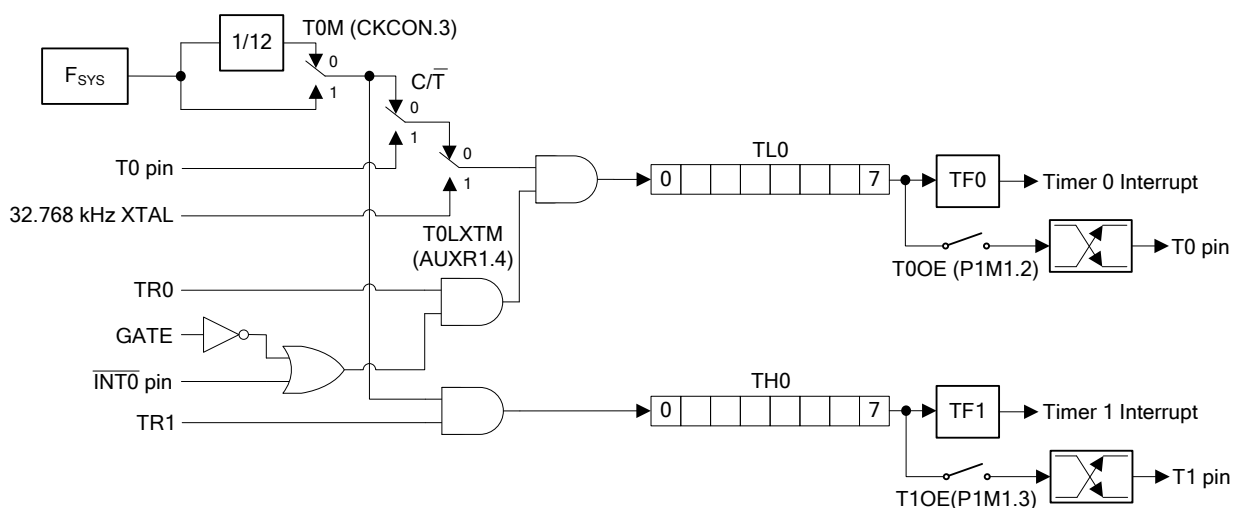 T0M (CKCON.3)
1/12
F_SYS
0
1
C/T̅
0
1
T0 pin
0
1
32.768 kHz XTAL
T0LXTM
(AUXR1.4)
TL0
0
7
TF0
Timer 0 Interrupt
T0OE (P1M1.2)
T0 pin
TR0
GATE
I̅N̅T̅0̅ pin
TR1
TH0
0
7
TF1
Timer 1 Interrupt
T1OE(P1M1.3)
T1 pin